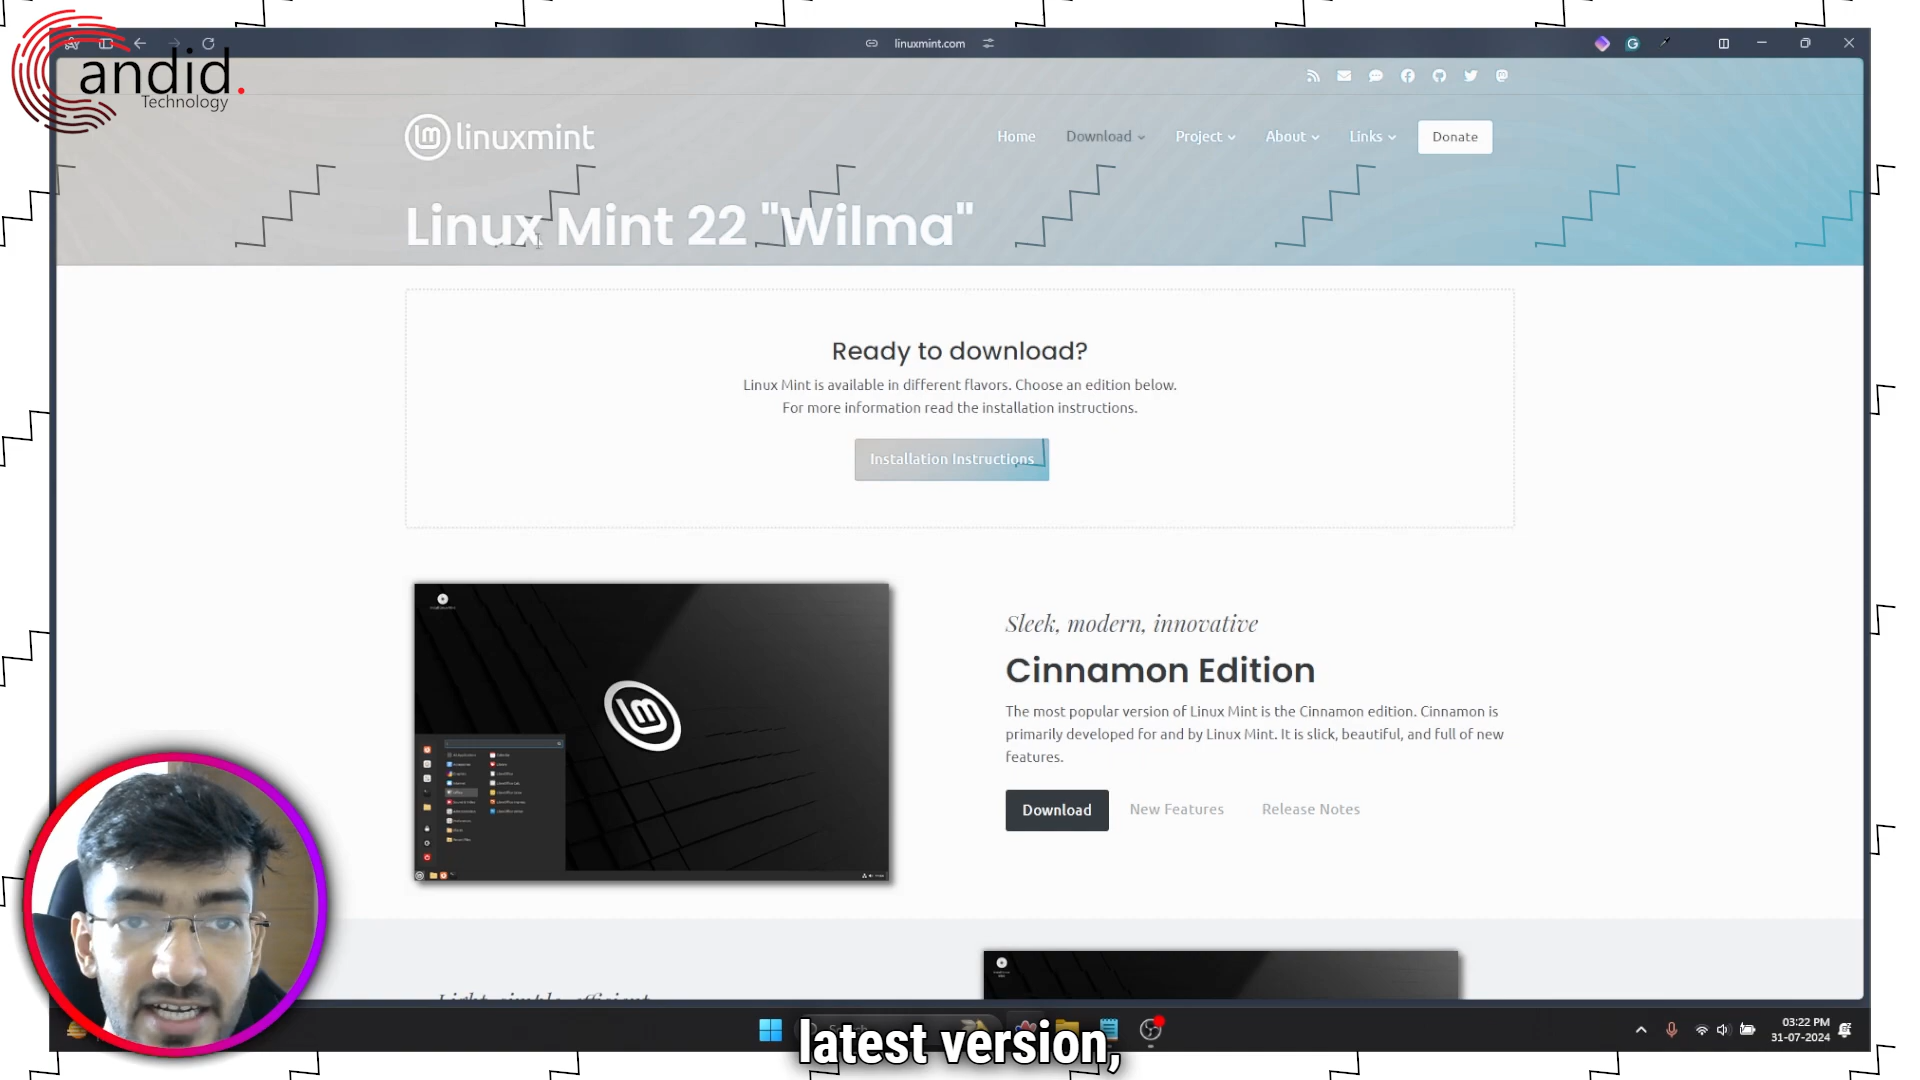 andid.
Technology
linuxmint.com
linuxmint
Home
Download
Project
About
Links
Donate
Linux Mint 22 "Wilma"
Ready to download?
Linux Mint is available in different flavors. Choose an edition below.
For more information read the installation instructions.
Installation Instructions
Sleek, modern, innovative
Cinnamon Edition
The most popular version of Linux Mint is the Cinnamon edition. Cinnamon is
primarily developed for and by Linux Mint. It is slick, beautiful, and full of new
features.
Download
New Features
Release Notes
Light, simple, efficient
latest version,
03:22 PM
31-07-2024